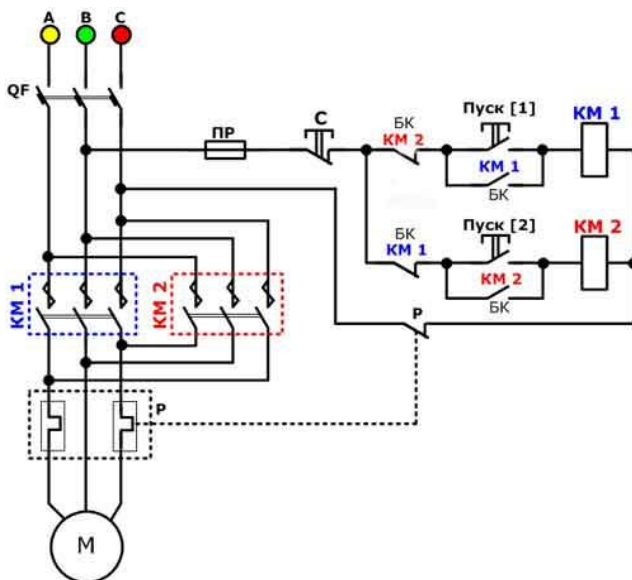 А В С
QF
ПР
С
БК
КМ 2
Пуск [1]
КМ 1
БК
КМ 1
БК
КМ 1
Пуск [2]
КМ 2
БК
КМ 2
КМ 1
КМ 2
Р
Р
М